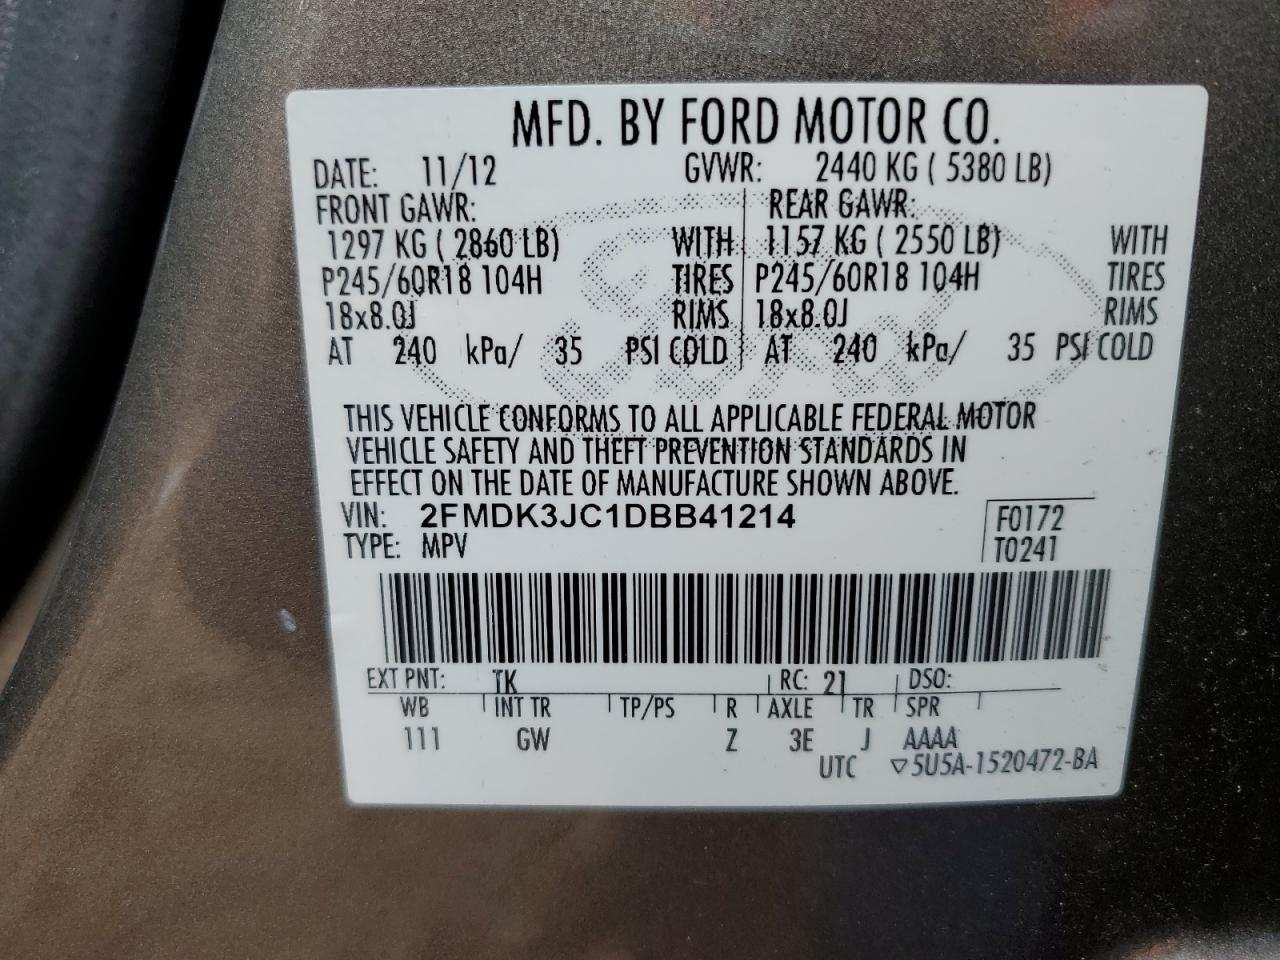 MFD. BY FORD MOTOR CO.
DATE: 11/12 GVWR: 2440 KG ( 5380 LB)
FRONT GAWR: REAR GAWR:
1297 KG ( 2860 LB) WITH 1157 KG ( 2550 LB) WITH
P245/60R18 104H TIRES P245/60R18 104H TIRES
18x8.0J RIMS 18x8.0J RIMS
AT 240 kPa/ 35 PSI COLD AT 240 kPa/ 35 PSI COLD
Ford
THIS VEHICLE CONFORMS TO ALL APPLICABLE FEDERAL MOTOR
VEHICLE SAFETY AND THEFT PREVENTION STANDARDS IN
EFFECT ON THE DATE OF MANUFACTURE SHOWN ABOVE.
VIN: 2FMDK3JC1DBB41214 F0172
TYPE: MPV T0241
EXT PNT: TK RC: 21 DSO:
WB INT TR TP/PS R AXLE TR SPR
111 GW Z 3E J AAAA
UTC ▽5U5A-1520472-BA